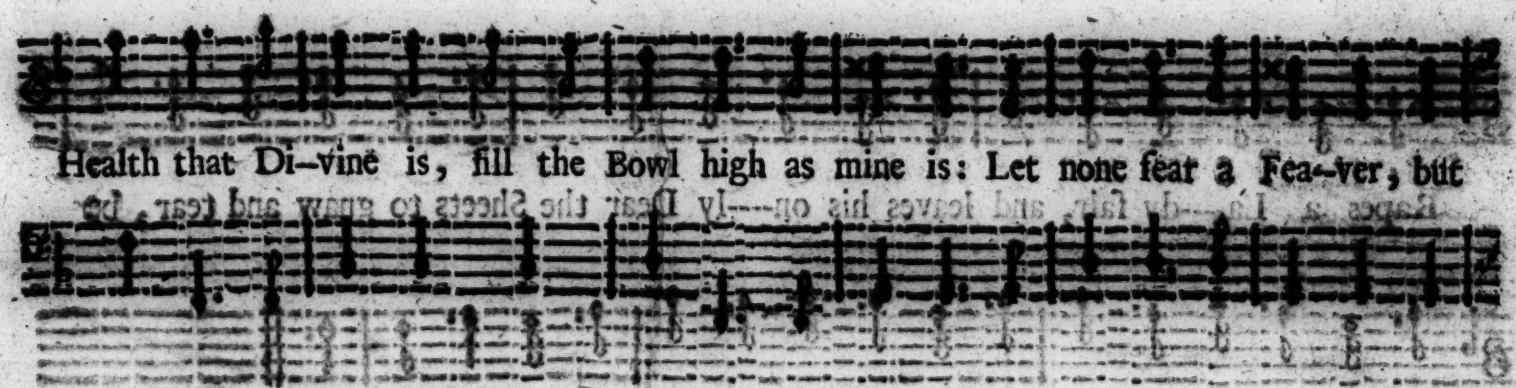 Health that Di-vine is, fill the Bowl high as mine is: Let none fear a Fea--ver, but